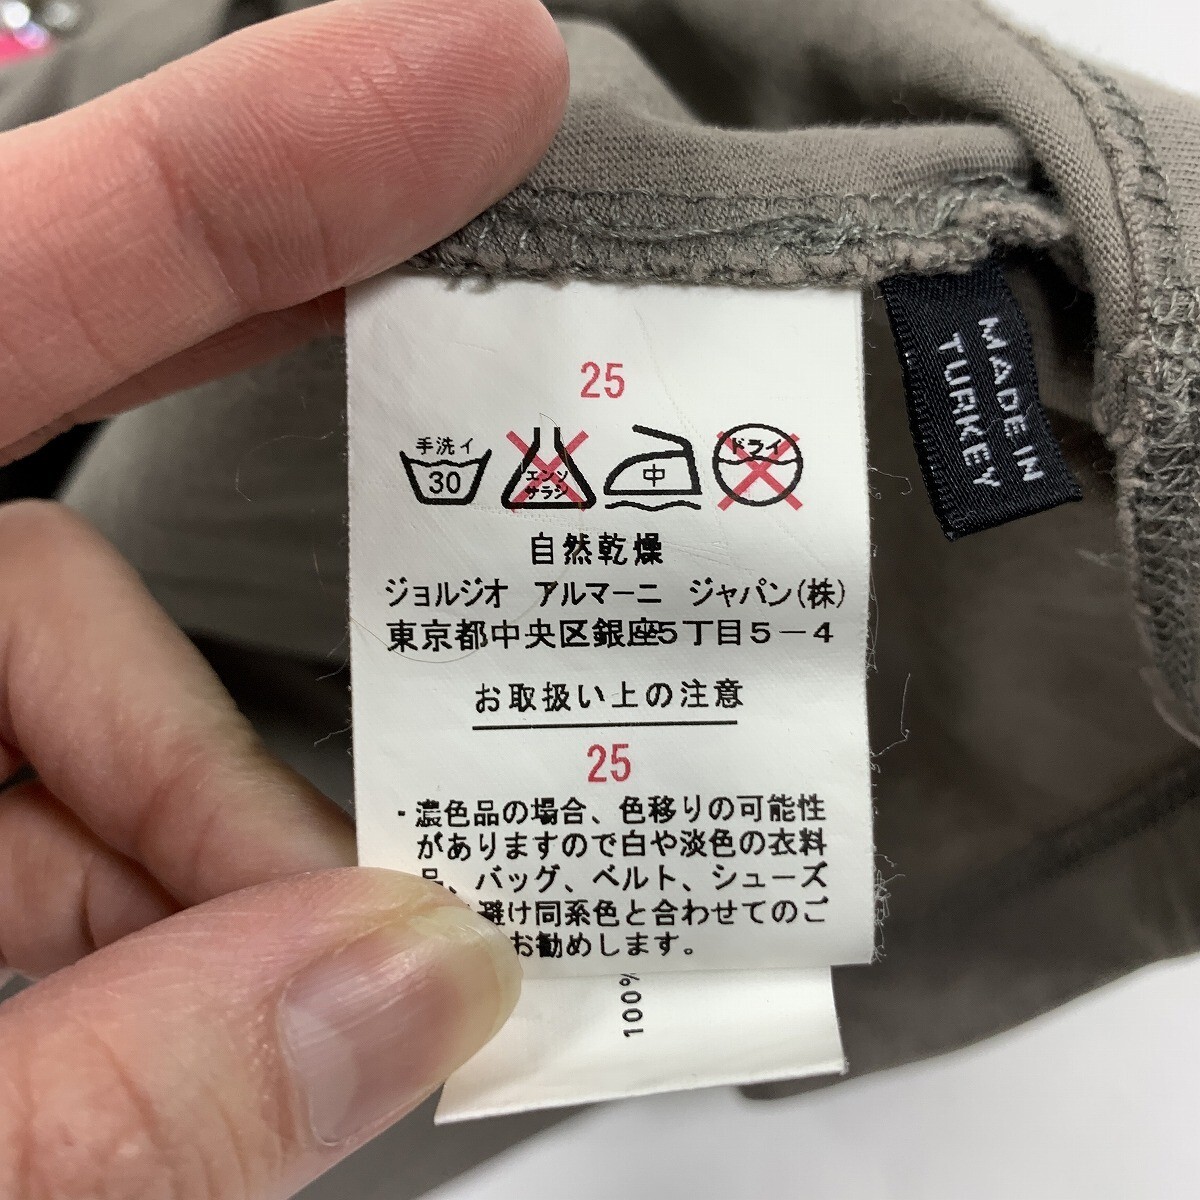 25
手洗イ
30
エンソ
サラシ
中
ドライ
自然乾燥
ジョルジオ アルマーニ ジャパン(株)
東京都中央区銀座5丁目5-4
お取扱い上の注意
25
・濃色品の場合、色移りの可能性
がありますので白や淡色の衣料
品、バッグ、ベルト、シューズ
避け同系色と合わせてのご
お勧めします。
100%
MADE IN
TURKEY